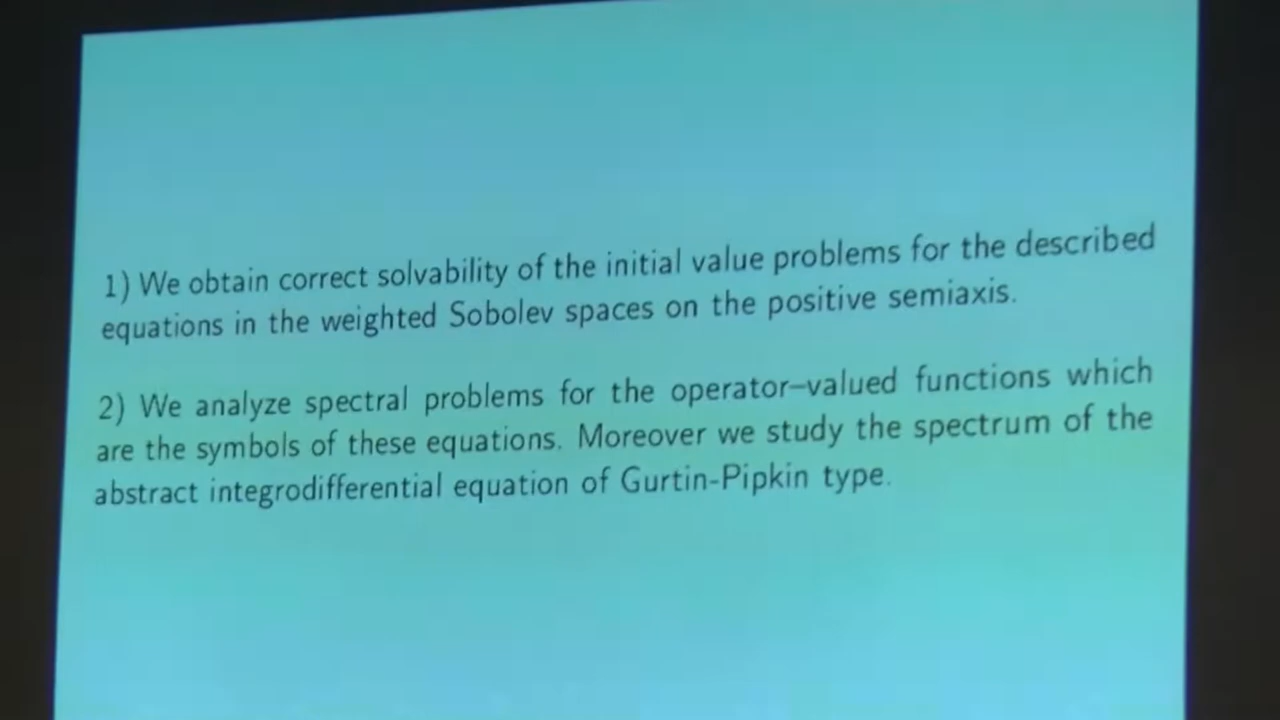 1) We obtain correct solvability of the initial value problems for the described
equations in the weighted Sobolev spaces on the positive semiaxis.
2) We analyze spectral problems for the operator–valued functions which
are the symbols of these equations. Moreover we study the spectrum of the
abstract integrodifferential equation of Gurtin-Pipkin type.